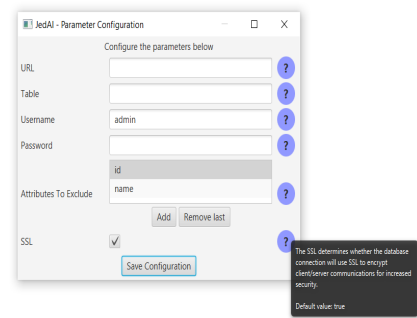 JedAI - Parameter Configuration
Configure the parameters below
URL ?
Table ?
Username admin ?
Password ?
id
name
Attributes To Exclude ?
Add Remove last
SSL ?
Save Configuration
The SSL determines whether the database
connection will use SSL to encrypt
client/server communications for increased
security.
Default value: true